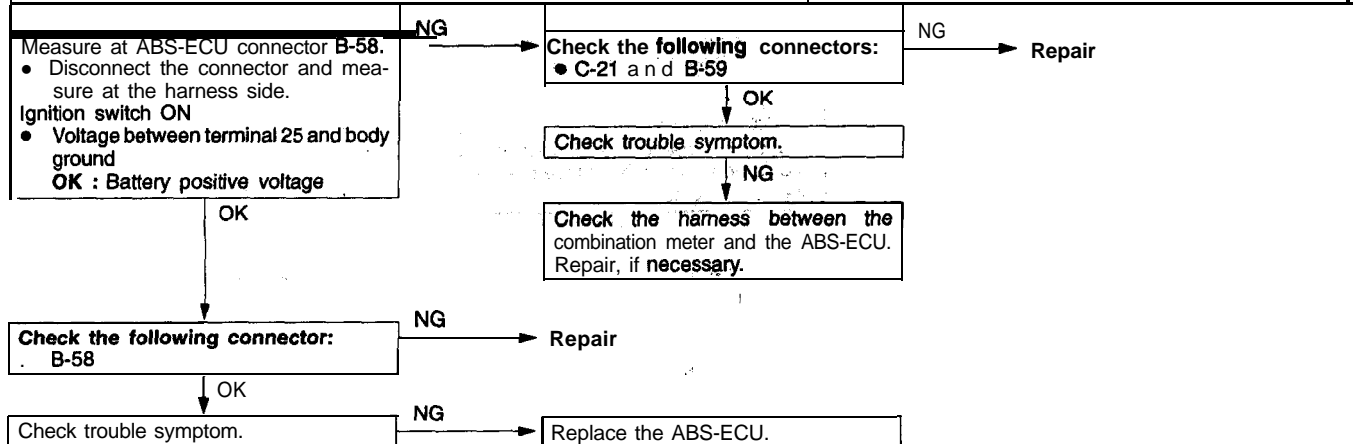 NG
Measure at ABS-ECU connector B-58.
● Disconnect the connector and mea-
sure at the harness side.
Ignition switch ON
● Voltage between terminal 25 and body
ground
OK : Battery positive voltage
OK
Check the following connectors:
● C-21 and B-59
NG
Repair
OK
Check trouble symptom.
NG
Check the harness between the
combination meter and the ABS-ECU.
Repair, if necessary.
Check the following connector:
. B-58
NG
Repair
OK
Check trouble symptom.
NG
Replace the ABS-ECU.